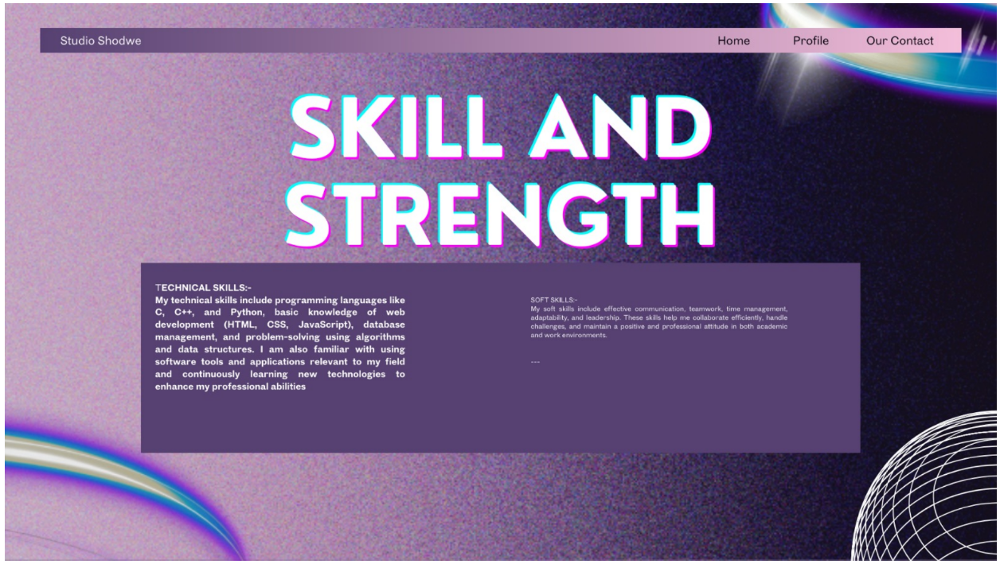 Studio Shodwe
Home Profile Our Contact
SKILL AND
STRENGTH
TECHNICAL SKILLS:-
My technical skills include programming languages like
C, C++, and Python, basic knowledge of web
development (HTML, CSS, JavaScript), database
management, and problem-solving using algorithms
and data structures. I am also familiar with using
software tools and applications relevant to my field
and continuously learning new technologies to
enhance my professional abilities
SOFT SKILLS:-
My soft skills include effective communication, teamwork, time management,
adaptability, and leadership. These skills help me collaborate efficiently, handle
challenges, and maintain a positive and professional attitude in both academic
and work environments.
---